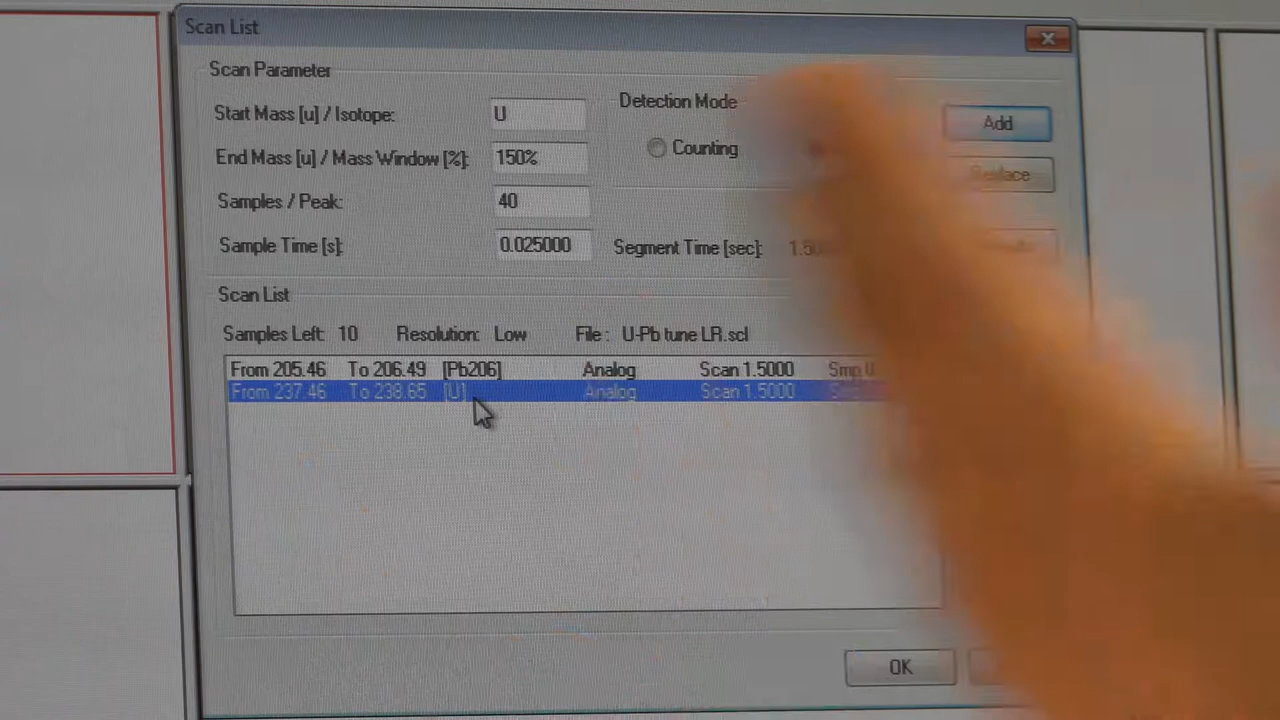 Scan List
Scan Parameter
Start Mass [u] / Isotope: U
Detection Mode
Add
Counting
End Mass [u] / Mass Window [%]: 150%
Replace
Samples / Peak: 40
Sample Time [s]: 0.025000
Segment Time [sec]:
Scan List
Samples Left: 10 Resolution: Low File: U-Pb tune LR.scl
From 205.46 To 206.49 [Pb206] Analog Scan 1.5000 Smp
From 237.46 To 238.65 [U] Analog Scan 1.5000
OK